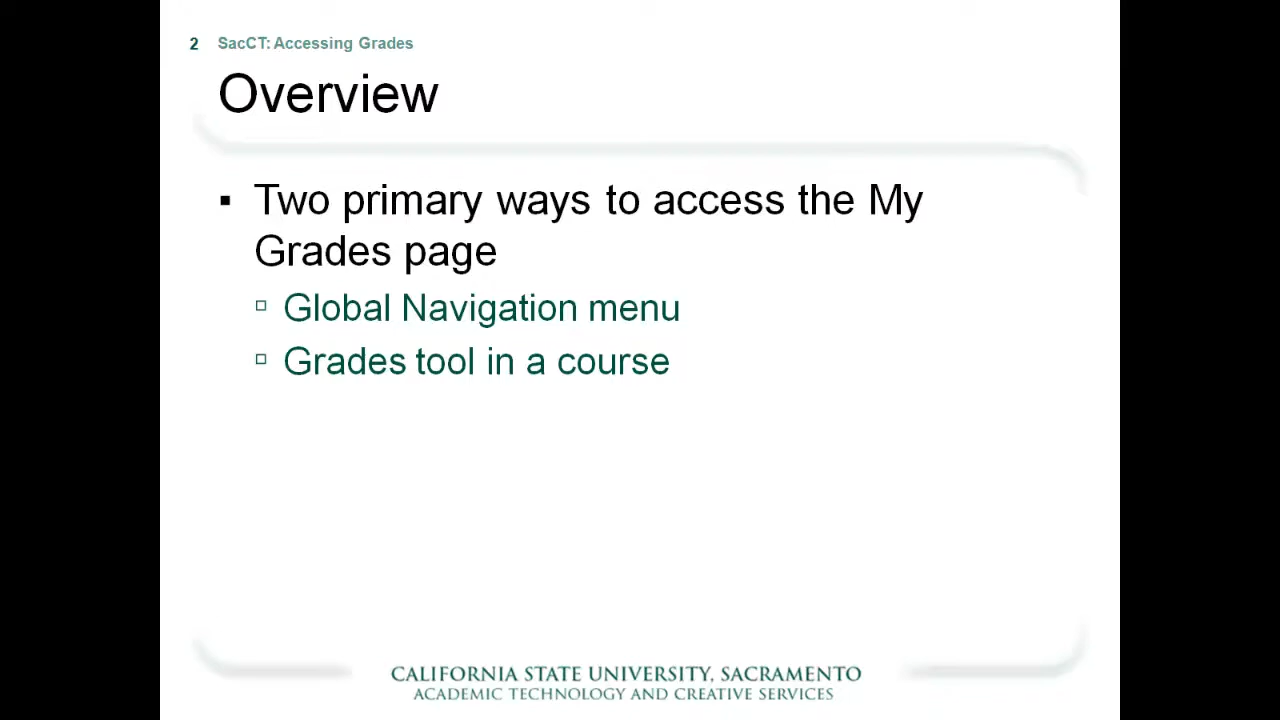 2 SacCT: Accessing Grades
Overview
▪ Two primary ways to access the My
Grades page
▫ Global Navigation menu
▫ Grades tool in a course
CALIFORNIA STATE UNIVERSITY, SACRAMENTO
ACADEMIC TECHNOLOGY AND CREATIVE SERVICES